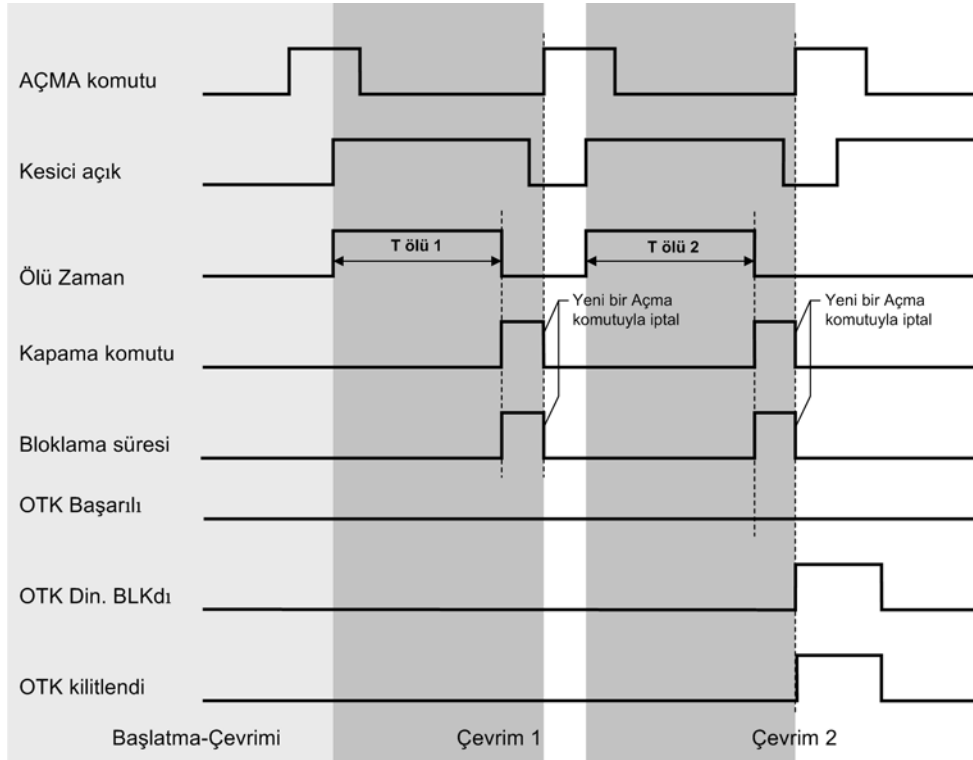 AÇMA komutu
Kesici açık
T ölü 1
T ölü 2
Ölü Zaman
Yeni bir Açma
komutuyla iptal
Yeni bir Açma
komutuyla iptal
Kapama komutu
Bloklama süresi
OTK Başarılı
OTK Din. BLKdı
OTK kilitlendi
Başlatma-Çevrimi
Çevrim 1
Çevrim 2